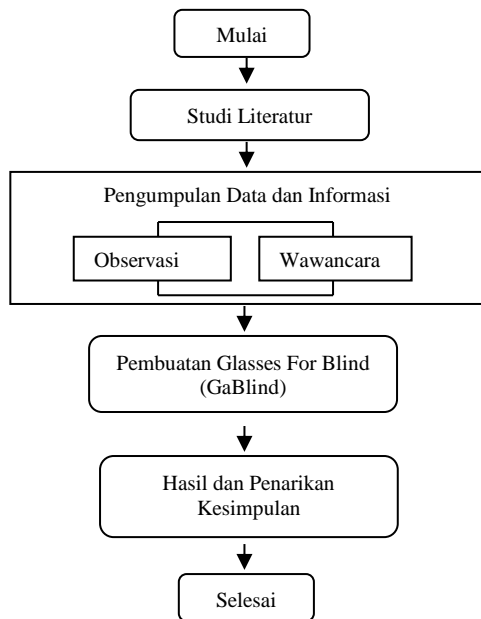 Mulai
Studi Literatur
Pengumpulan Data dan Informasi
Observasi
Wawancara
Pembuatan Glasses For Blind
(GaBlind)
Hasil dan Penarikan
Kesimpulan
Selesai